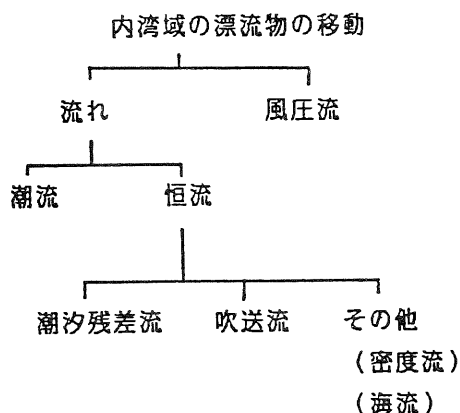 内湾域の漂流物の移動
流れ 風圧流
潮流 恒流
潮汐残差流 吹送流 その他
（密度流）
（海流）